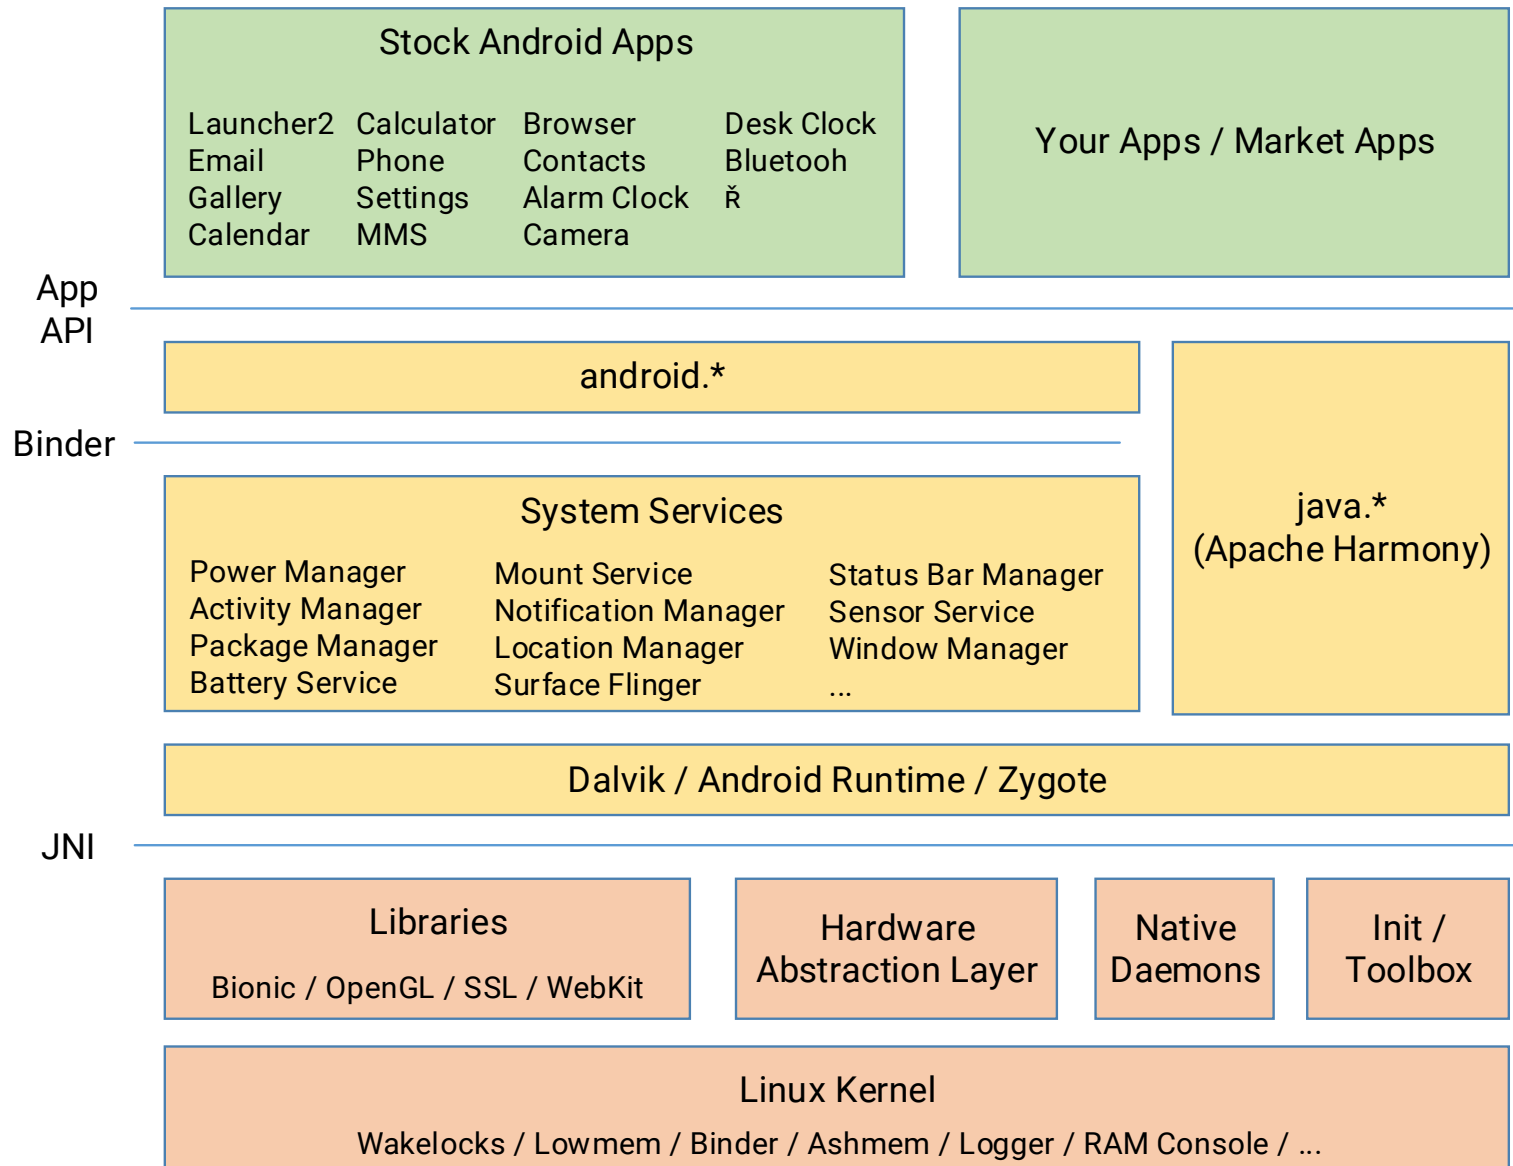 Stock Android Apps
Launcher2 Calculator Browser Desk Clock
Email Phone Contacts Bluetooh
Gallery Settings Alarm Clock Ř
Calendar MMS Camera
Your Apps / Market Apps
App
API
android.*
Binder
System Services
Power Manager Mount Service Status Bar Manager
Activity Manager Notification Manager Sensor Service
Package Manager Location Manager Window Manager
Battery Service Surface Flinger ...
java.*
(Apache Harmony)
Dalvik / Android Runtime / Zygote
JNI
Libraries
Bionic / OpenGL / SSL / WebKit
Hardware
Abstraction Layer
Native
Daemons
Init /
Toolbox
Linux Kernel
Wakelocks / Lowmem / Binder / Ashmem / Logger / RAM Console / ...